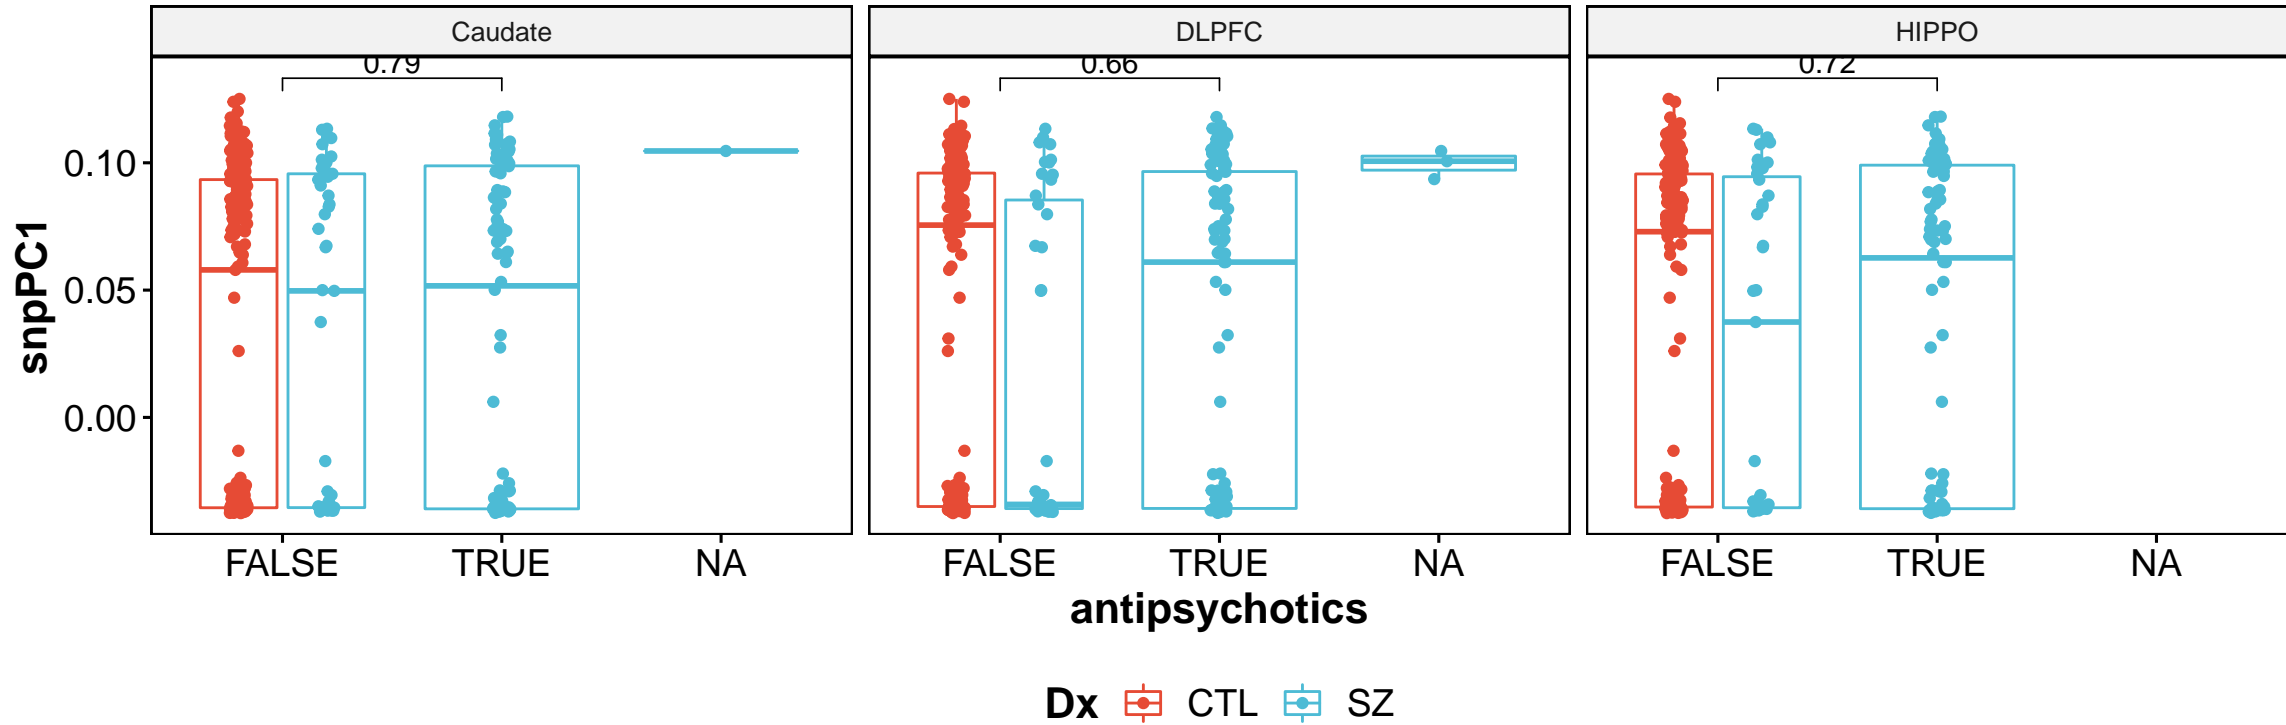 Caudate DLPFC HIPPO
0.79 0.66 0.72
0.10
0.05
0.00
snpPC1
FALSE TRUE NA FALSE TRUE NA FALSE TRUE NA
antipsychotics
Dx CTL SZ